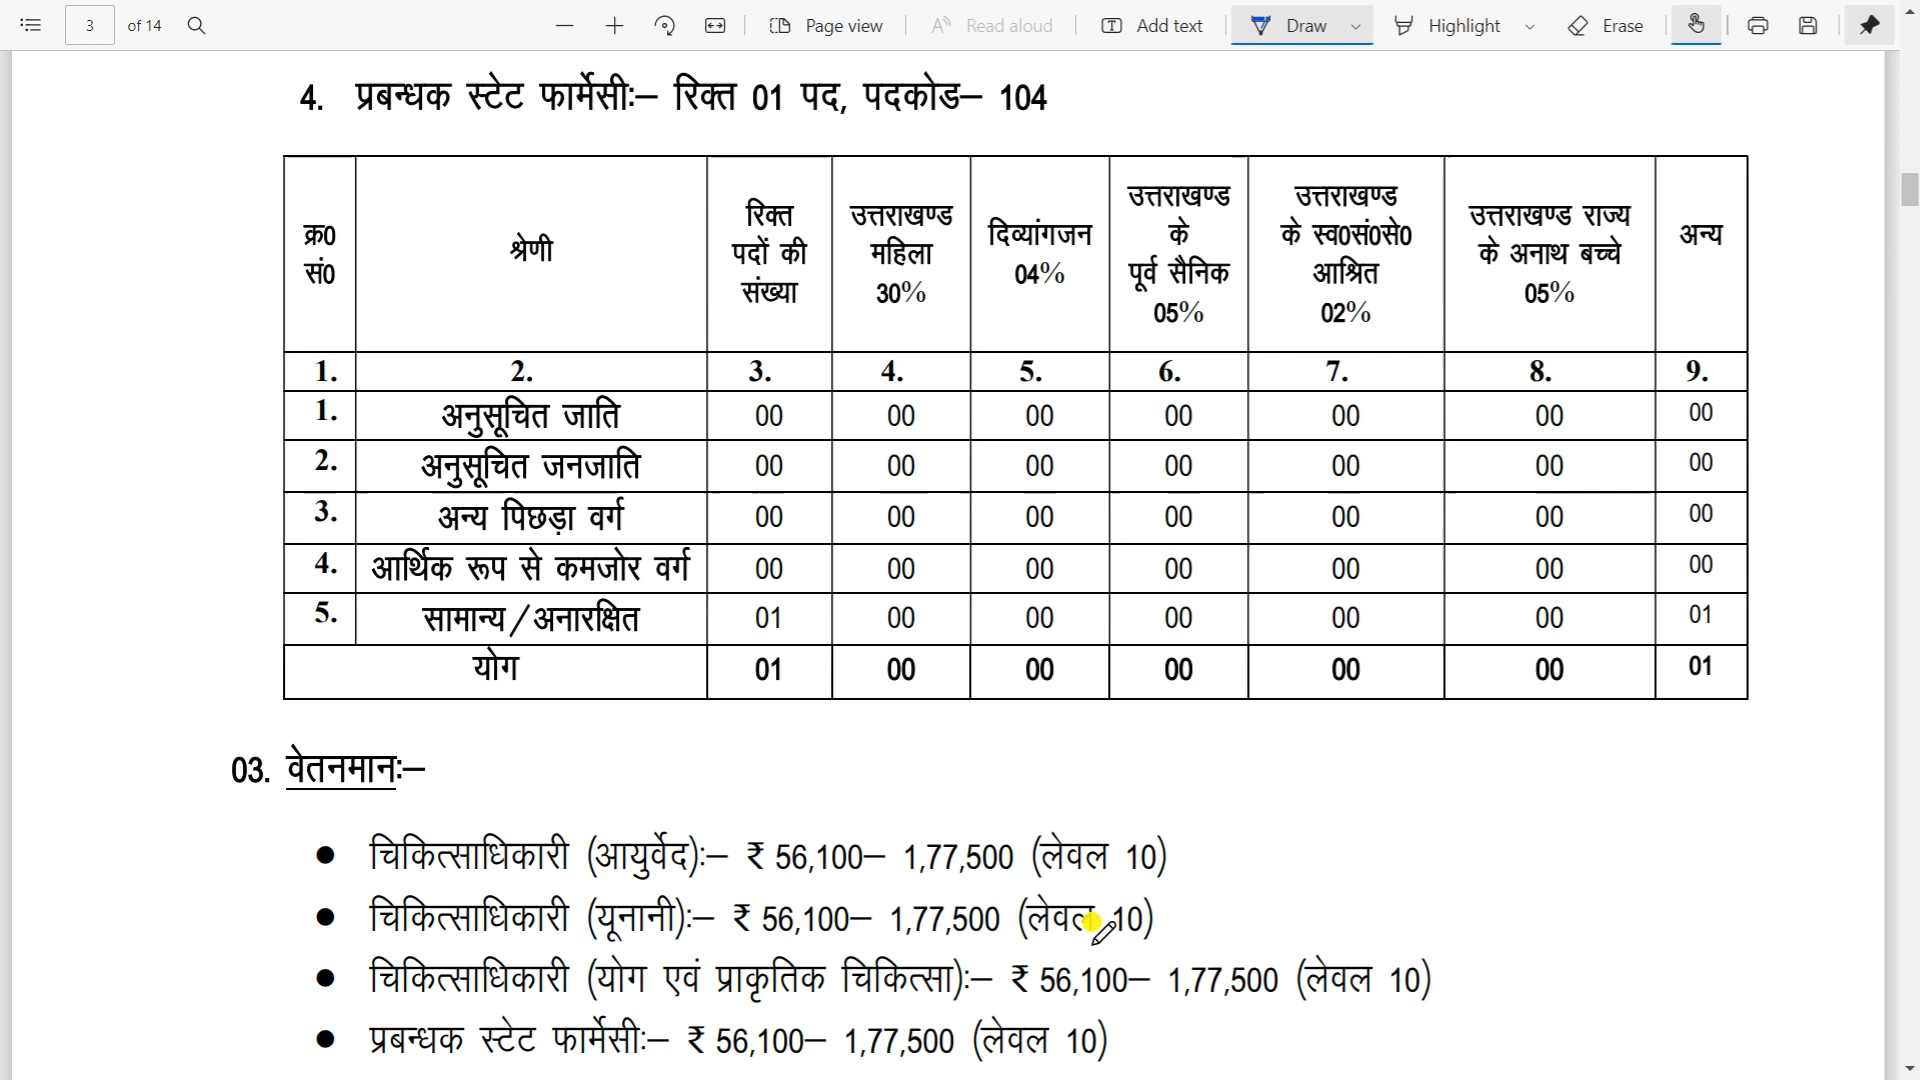 3 of 14 Page view Read aloud Add text Draw Highlight Erase
4. प्रबन्धक स्टेट फार्मेसीः– रिक्त 01 पद, पदकोड– 104
क्र0 सं0 श्रेणी रिक्त पदों की संख्या उत्तराखण्ड महिला 30% दिव्यांगजन 04% उत्तराखण्ड के पूर्व सैनिक 05% उत्तराखण्ड के स्व0सं0से0 आश्रित 02% उत्तराखण्ड राज्य के अनाथ बच्चे 05% अन्य
1. 2. 3. 4. 5. 6. 7. 8. 9.
1. अनुसूचित जाति 00 00 00 00 00 00 00
2. अनुसूचित जनजाति 00 00 00 00 00 00 00
3. अन्य पिछड़ा वर्ग 00 00 00 00 00 00 00
4. आर्थिक रूप से कमजोर वर्ग 00 00 00 00 00 00 00
5. सामान्य/अनारक्षित 01 00 00 00 00 00 01
योग 01 00 00 00 00 00 01
03. वेतनमानः–
● चिकित्साधिकारी (आयुर्वेद):– ₹ 56,100– 1,77,500 (लेवल 10)
● चिकित्साधिकारी (यूनानी):– ₹ 56,100– 1,77,500 (लेवल 10)
● चिकित्साधिकारी (योग एवं प्राकृतिक चिकित्सा):– ₹ 56,100– 1,77,500 (लेवल 10)
● प्रबन्धक स्टेट फार्मेसीः– ₹ 56,100– 1,77,500 (लेवल 10)